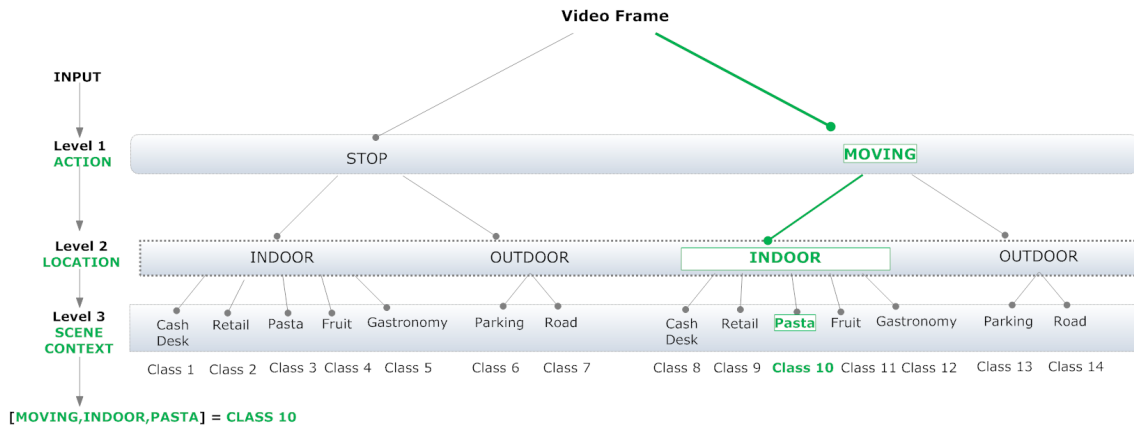 Video Frame
INPUT
Level 1
ACTION
STOP
MOVING
Level 2
LOCATION
INDOOR
OUTDOOR
INDOOR
OUTDOOR
Level 3
SCENE
CONTEXT
Cash
Desk
Retail
Pasta
Fruit
Gastronomy
Parking
Road
Cash
Desk
Retail
Pasta
Fruit
Gastronomy
Parking
Road
Class 1
Class 2
Class 3
Class 4
Class 5
Class 6
Class 7
Class 8
Class 9
Class 10
Class 11
Class 12
Class 13
Class 14
[MOVING,INDOOR,PASTA] = CLASS 10